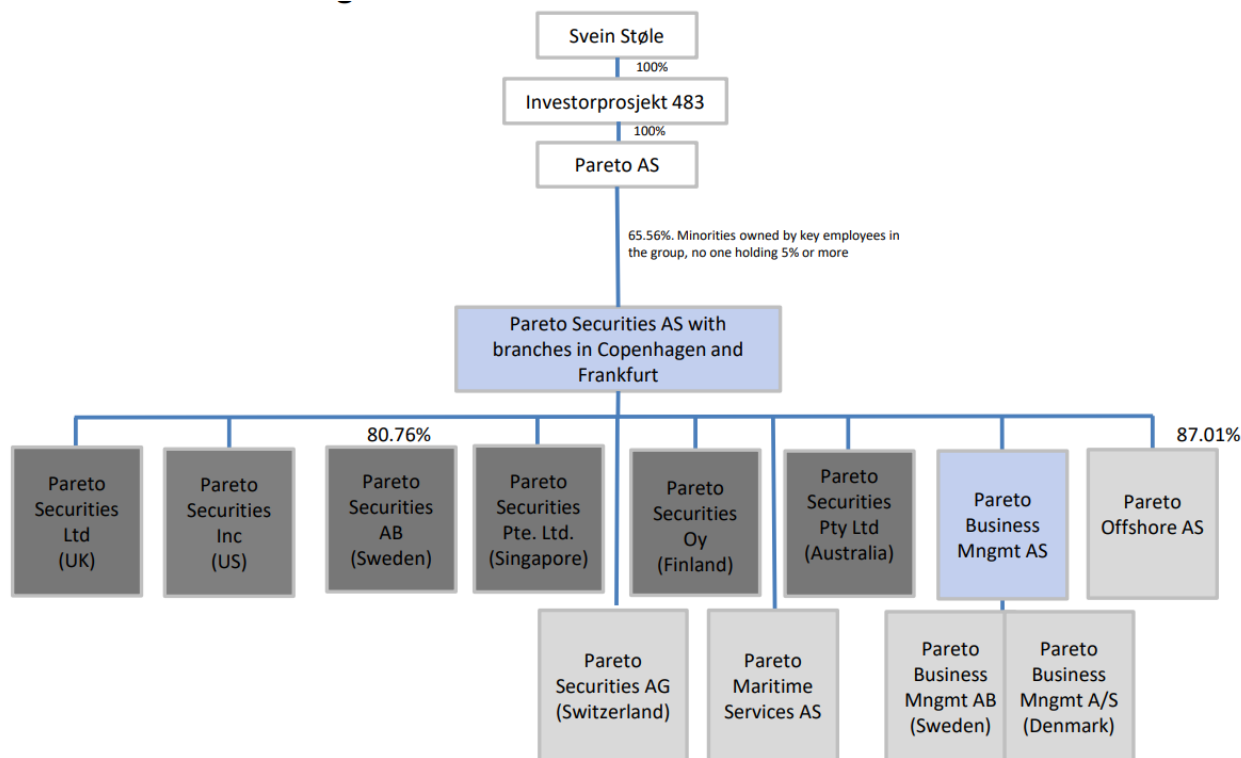 Svein Støle
100%
Investorprosjekt 483
100%
Pareto AS
65.56%. Minorities owned by key employees in
the group, no one holding 5% or more
Pareto Securities AS with
branches in Copenhagen and
Frankfurt
80.76%
87.01%
Pareto
Securities
Ltd
(UK)
Pareto
Securities
Inc
(US)
Pareto
Securities
AB
(Sweden)
Pareto
Securities
Pte. Ltd.
(Singapore)
Pareto
Securities
Oy
(Finland)
Pareto
Securities
Pty Ltd
(Australia)
Pareto
Business
Mngmt AS
Pareto
Offshore AS
Pareto
Securities AG
(Switzerland)
Pareto
Maritime
Services AS
Pareto
Business
Mngmt AB
(Sweden)
Pareto
Business
Mngmt A/S
(Denmark)